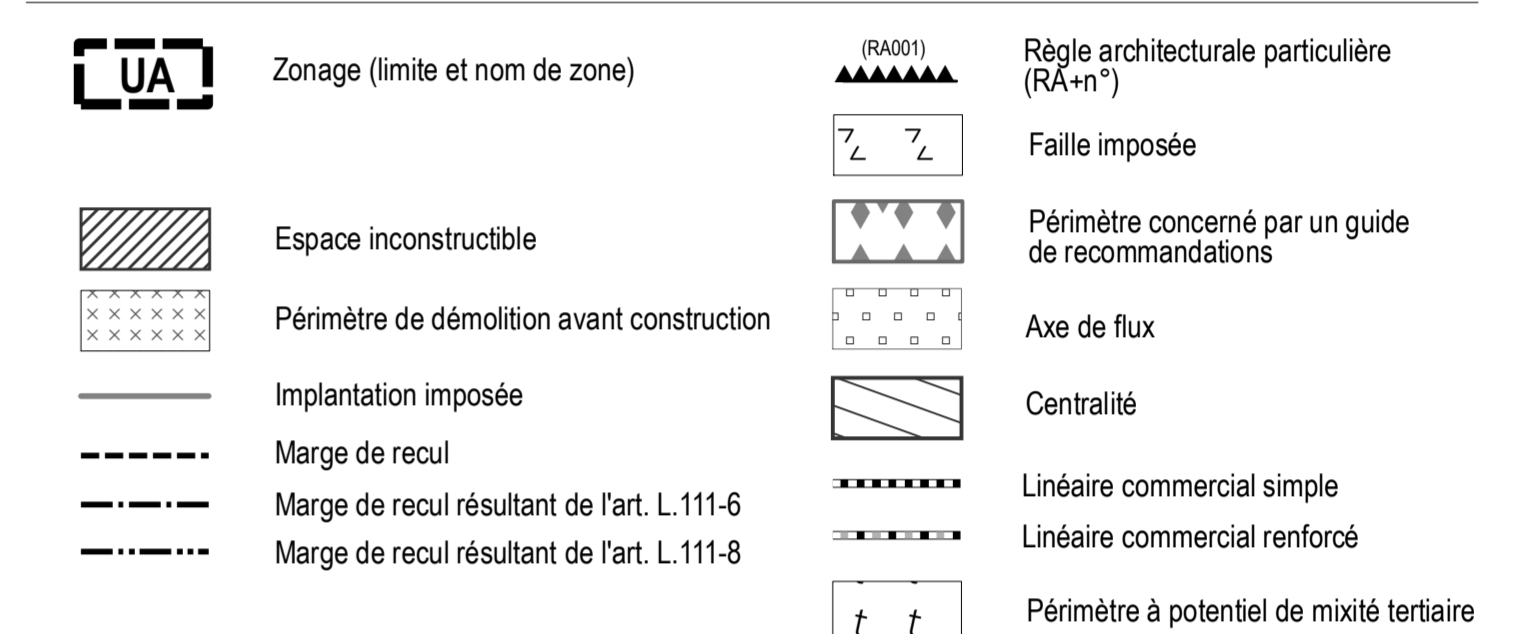 UA
Zonage (limite et nom de zone)
Espace inconstructible
Périmètre de démolition avant construction
Implantation imposée
Marge de recul
Marge de recul résultant de l'art. L.111-6
Marge de recul résultant de l'art. L.111-8
(RA001)
Règle architecturale particulière
(RA+n°)
Faille imposée
Périmètre concerné par un guide
de recommandations
Axe de flux
Centralité
Linéaire commercial simple
Linéaire commercial renforcé
t t
Périmètre à potentiel de mixité tertiaire